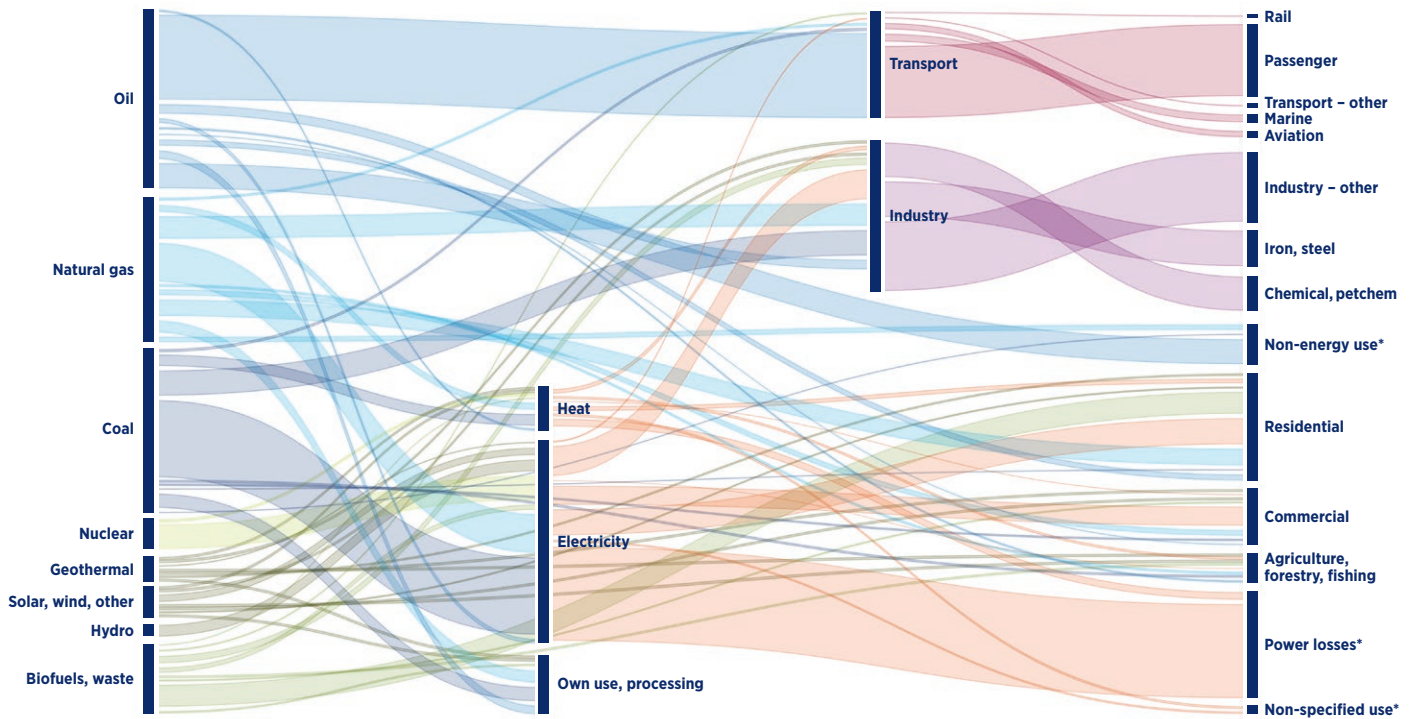 Oil
Natural gas
Coal
Nuclear
Geothermal
Solar, wind, other
Hydro
Biofuels, waste
Heat
Electricity
Own use, processing
Transport
Industry
Rail
Passenger
Transport – other
Marine
Aviation
Industry – other
Iron, steel
Chemical, petchem
Non-energy use*
Residential
Commercial
Agriculture,
forestry, fishing
Power losses*
Non-specified use*